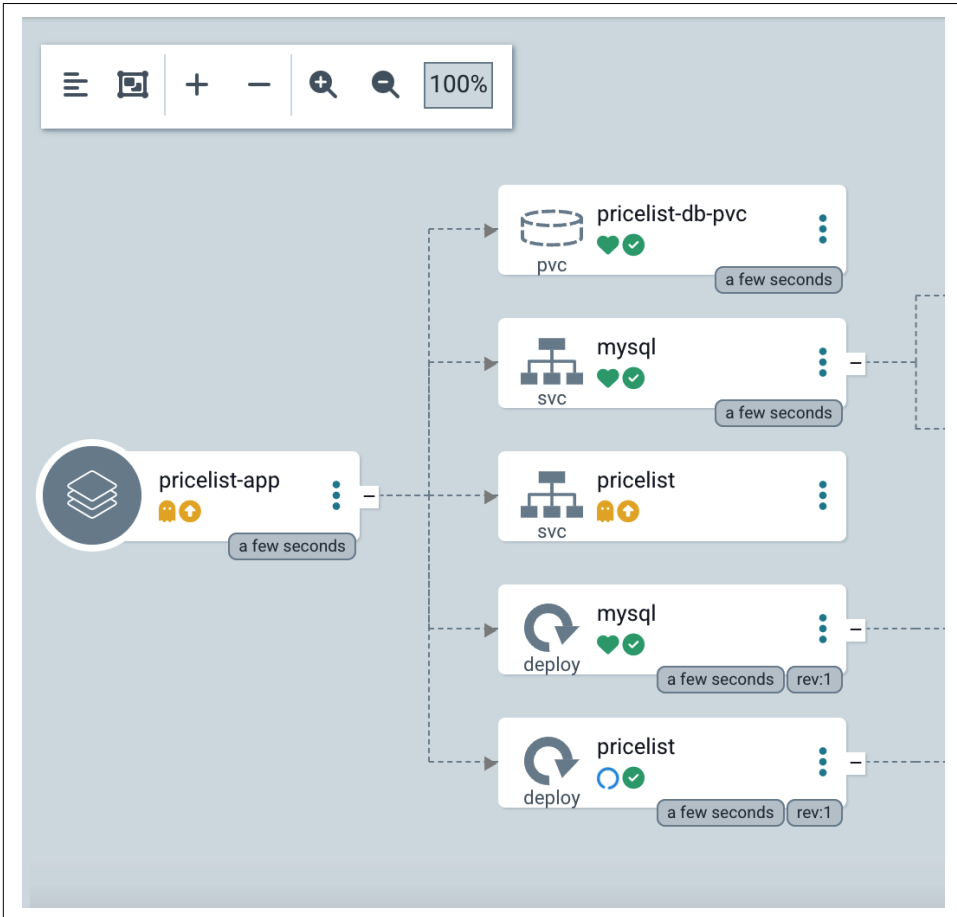 100%
pricelist-db-pvc
pvc
a few seconds
mysql
svc
a few seconds
pricelist-app
a few seconds
pricelist
svc
mysql
deploy
a few seconds rev:1
pricelist
deploy
a few seconds rev:1